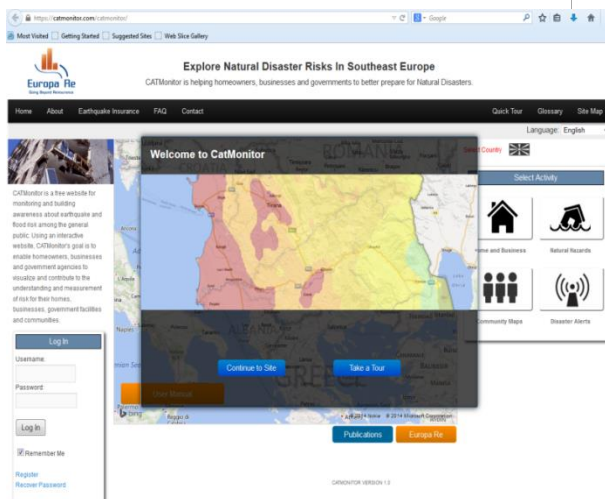 https://catmonitor.com/catmonitor/
Google
Most Visited
Getting Started
Suggested Sites
Web Slice Gallery
Europa Re
Explore Natural Disaster Risks In Southeast Europe
CATMonitor is helping homeowners, businesses and governments to better prepare for Natural Disasters.
Home
About
Earthquake Insurance
FAQ
Contact
Quick Tour
Glossary
Site Map
Language: English
Welcome to CatMonitor
Select Country
Select Activity
CATMonitor is a free website for
monitoring and building
awareness about earthquake and
flood risk among the general
public. Using an interactive
website, CATMonitor's goal is to
enable homeowners, businesses
and government agencies to
visualize and contribute to the
understanding and measurement
of risk for their homes,
businesses, government facilities
and communities.
ROMANIA
Home and Business
Natural Hazards
Community Maps
Disaster Alerts
Log In
Username:
Password:
Log In
Remember Me
Register
Recover Password
Naples
GREECE
Continue to Site
Take a Tour
User Manual
bing
© 2014 Microsoft Corporation
Publications
Europa Re
CATMONITOR VERSION 1.0